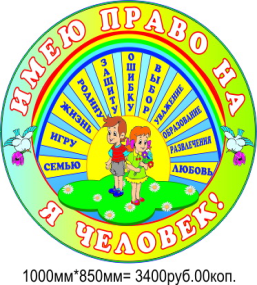 ИМЕЮ ПРАВО НА
СЕМЬЮ
ИГРУ
ЖИЗНЬ
РОДИНУ
ЗАЩИТУ
ОШИБКУ
ВЫБОР
УВАЖЕНИЕ
ОБРАЗОВАНИЕ
РАЗВЛЕЧЕНИЯ
ЛЮБОВЬ
Я ЧЕЛОВЕК!
1000мм*850мм= 3400руб.00коп.